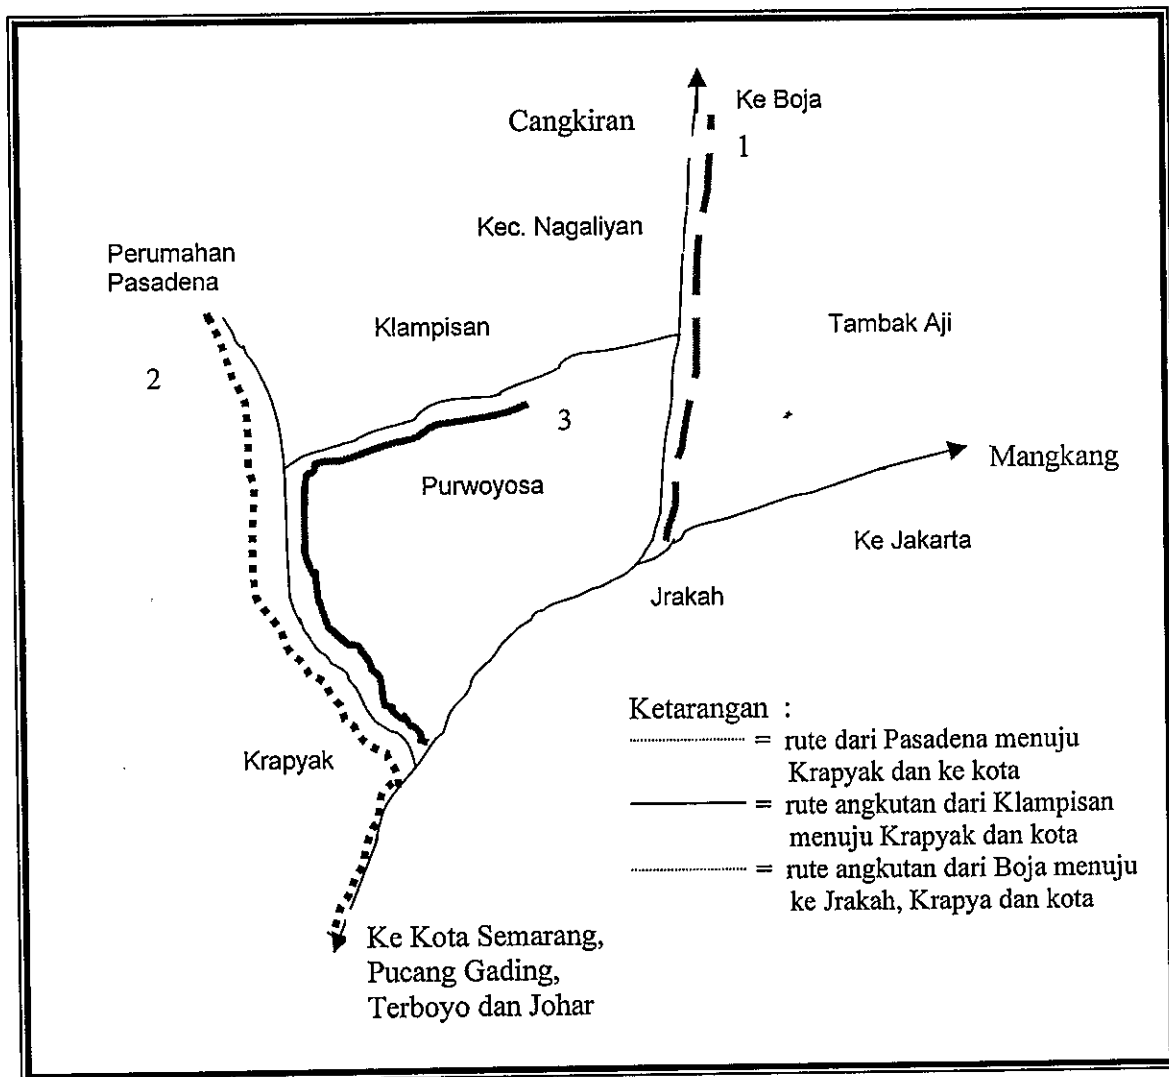 Ke Boja
Cangkiran
1
Kec. Nagaliyan
Perumahan
Pasadena
Klampisan
Tambak Aji
2
3
Purwoyosa
Mangkang
Ke Jakarta
Jrakah
Krapyak
Ketarangan :
= rute dari Pasadena menuju
Krapyak dan ke kota
= rute angkutan dari Klampisan
menuju Krapyak dan kota
= rute angkutan dari Boja menuju
ke Jrakah, Krapya dan kota
Ke Kota Semarang,
Pucang Gading,
Terboyo dan Johar